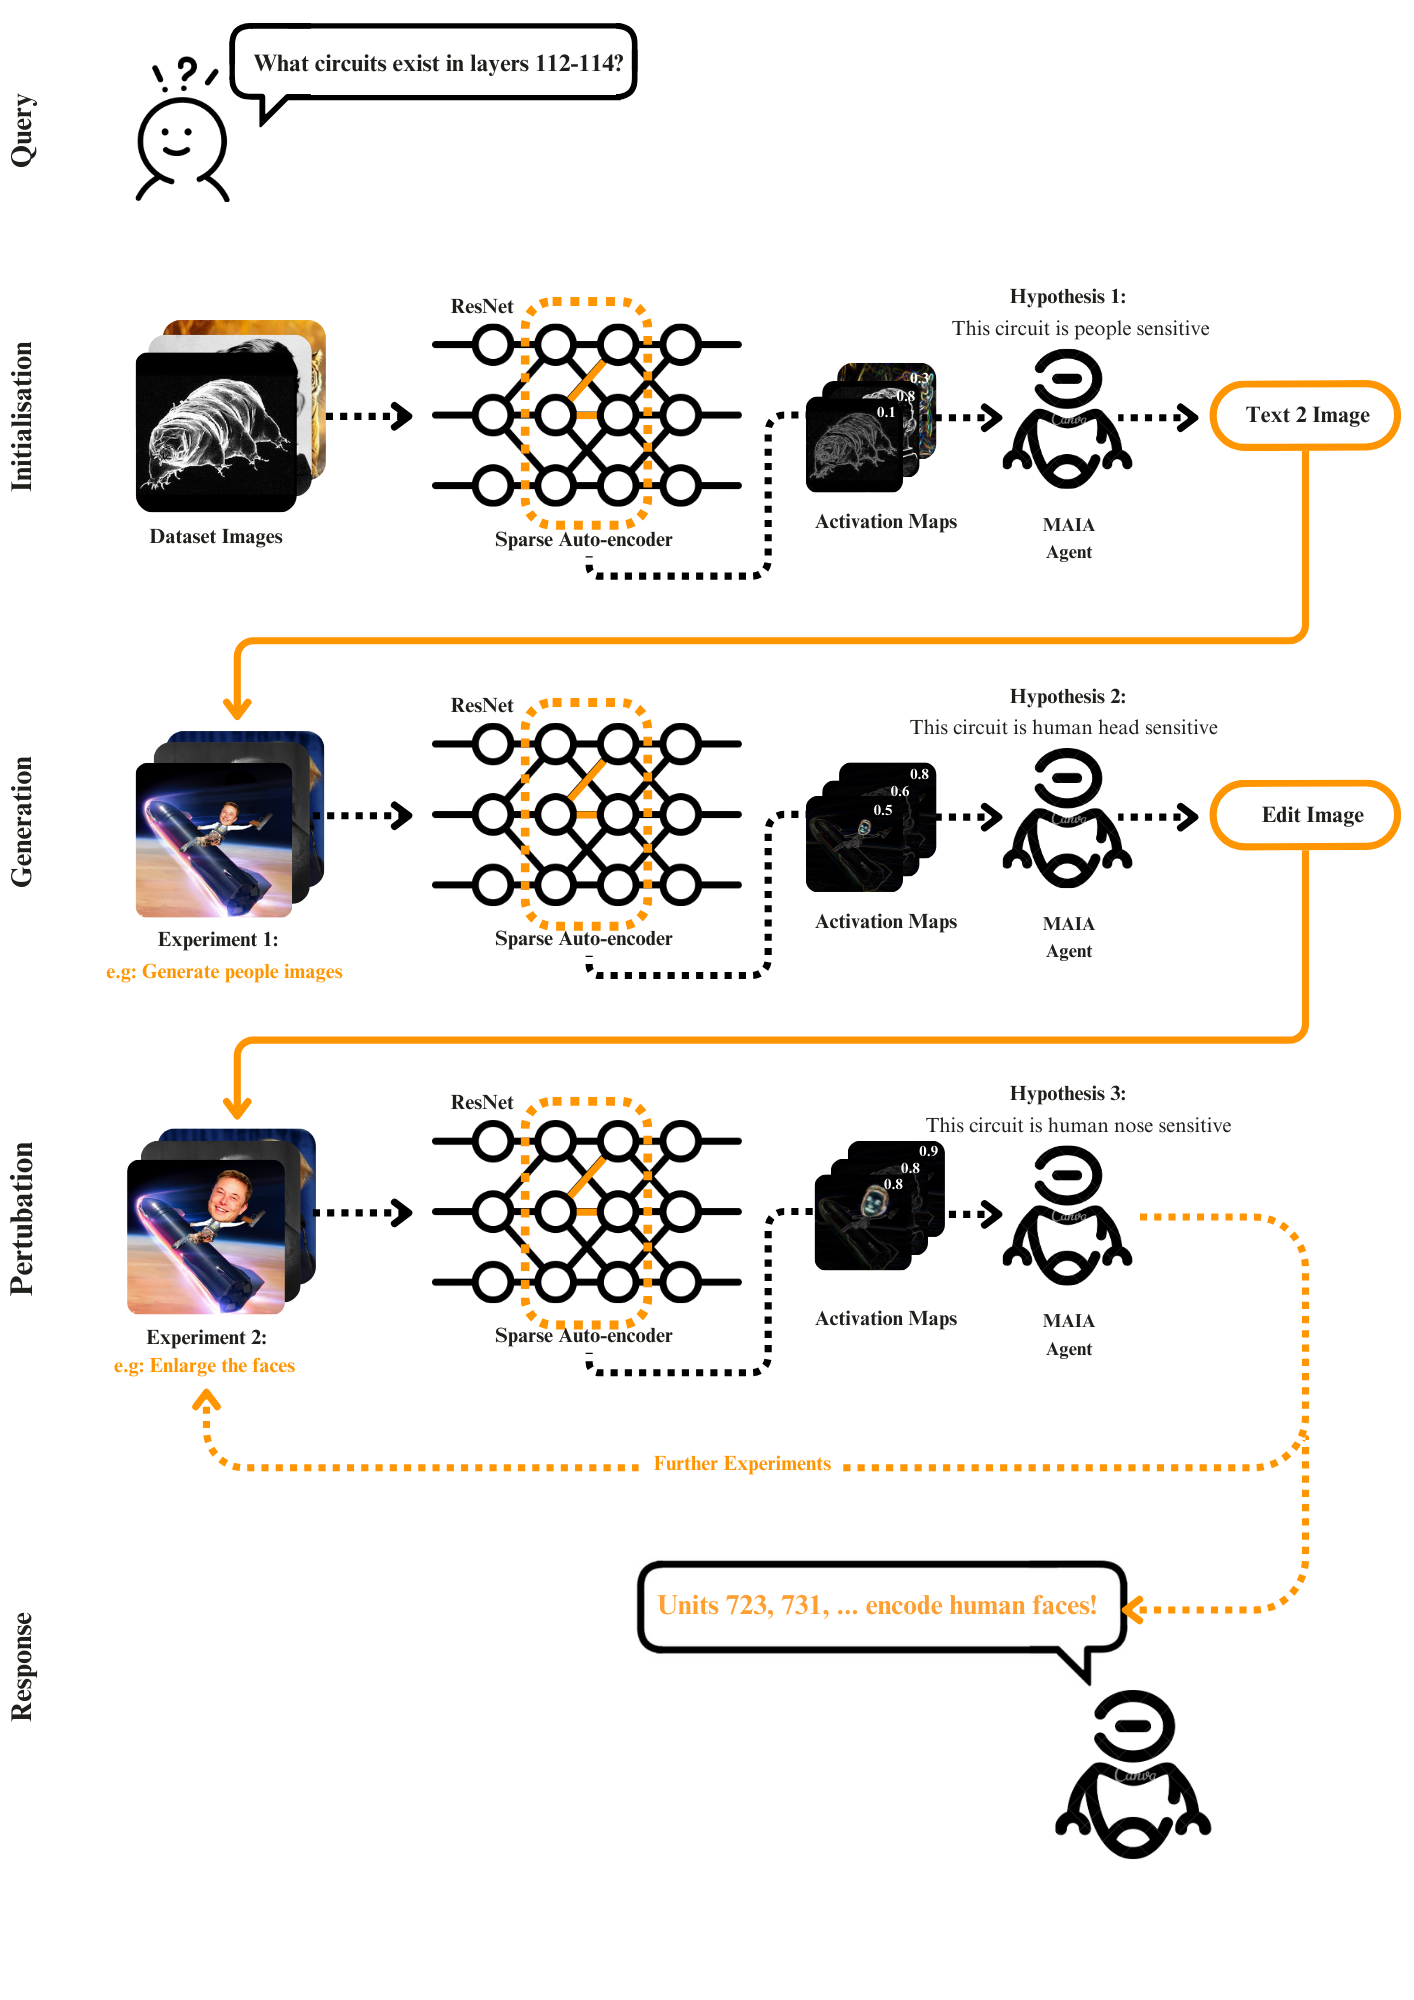 Query
What circuits exist in layers 112-114?
? 
Initialisation
ResNet
Hypothesis 1:
This circuit is people sensitive
0.3
0.8
0.1
Canva
Text 2 Image
Dataset Images
Sparse Auto-encoder
Activation Maps
MAIA
Agent
Generation
ResNet
Hypothesis 2:
This circuit is human head sensitive
0.8
0.6
0.5
Canva
Edit Image
Experiment 1:
e.g: Generate people images
Sparse Auto-encoder
Activation Maps
MAIA
Agent
Pertubation
ResNet
Hypothesis 3:
This circuit is human nose sensitive
0.9
0.8
0.8
Canva
Experiment 2:
e.g: Enlarge the faces
Sparse Auto-encoder
Activation Maps
MAIA
Agent
Further Experiments
Response
Units 723, 731, ... encode human faces!
Canva